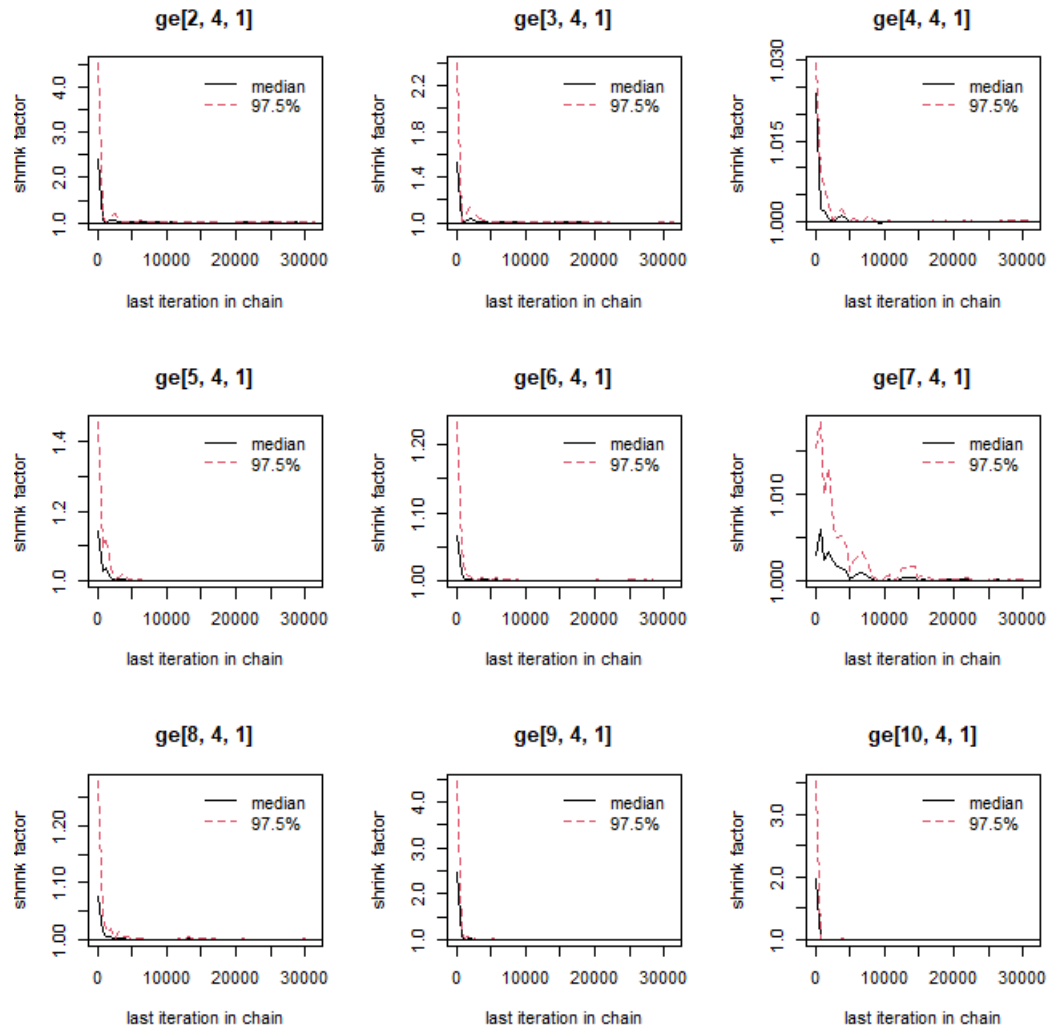 ge[2, 4, 1]
ge[3, 4, 1]
ge[4, 4, 1]
shrink factor
1.0 2.0 3.0 4.0
median
97.5%
0 10000 20000 30000
last iteration in chain
shrink factor
1.0 1.4 1.8 2.2
median
97.5%
0 10000 20000 30000
last iteration in chain
shrink factor
1.000 1.015 1.030
median
97.5%
0 10000 20000 30000
last iteration in chain
ge[5, 4, 1]
ge[6, 4, 1]
ge[7, 4, 1]
shrink factor
1.0 1.2 1.4
median
97.5%
0 10000 20000 30000
last iteration in chain
shrink factor
1.00 1.10 1.20
median
97.5%
0 10000 20000 30000
last iteration in chain
shrink factor
1.000 1.010
median
97.5%
0 10000 20000 30000
last iteration in chain
ge[8, 4, 1]
ge[9, 4, 1]
ge[10, 4, 1]
shrink factor
1.00 1.10 1.20
median
97.5%
0 10000 20000 30000
last iteration in chain
shrink factor
1.0 2.0 3.0 4.0
median
97.5%
0 10000 20000 30000
last iteration in chain
shrink factor
1.0 2.0 3.0
median
97.5%
0 10000 20000 30000
last iteration in chain